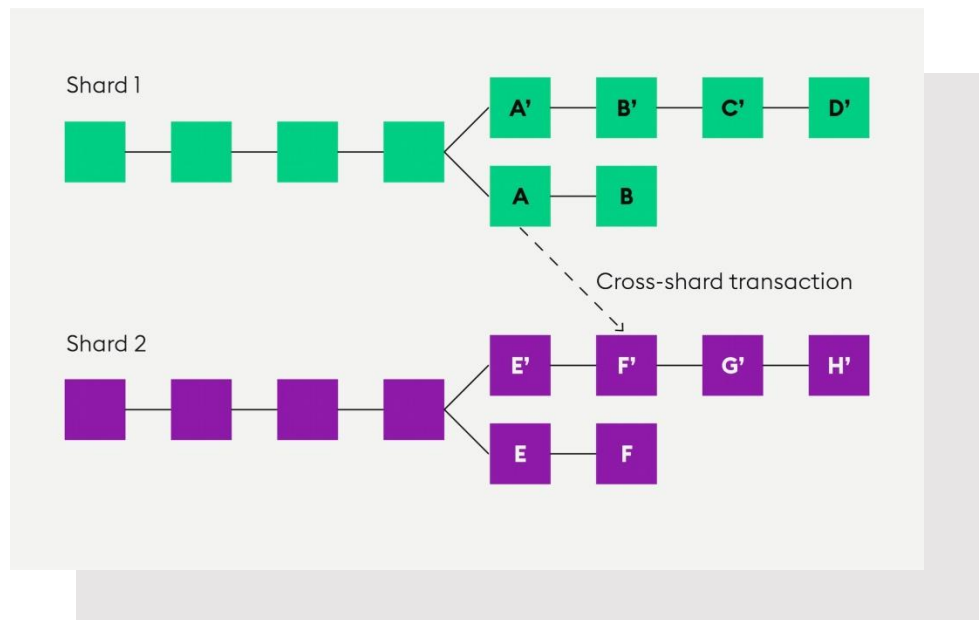 Shard 1
A’ B’ C’ D’
A B
Cross-shard transaction
Shard 2
E’ F’ G’ H’
E F